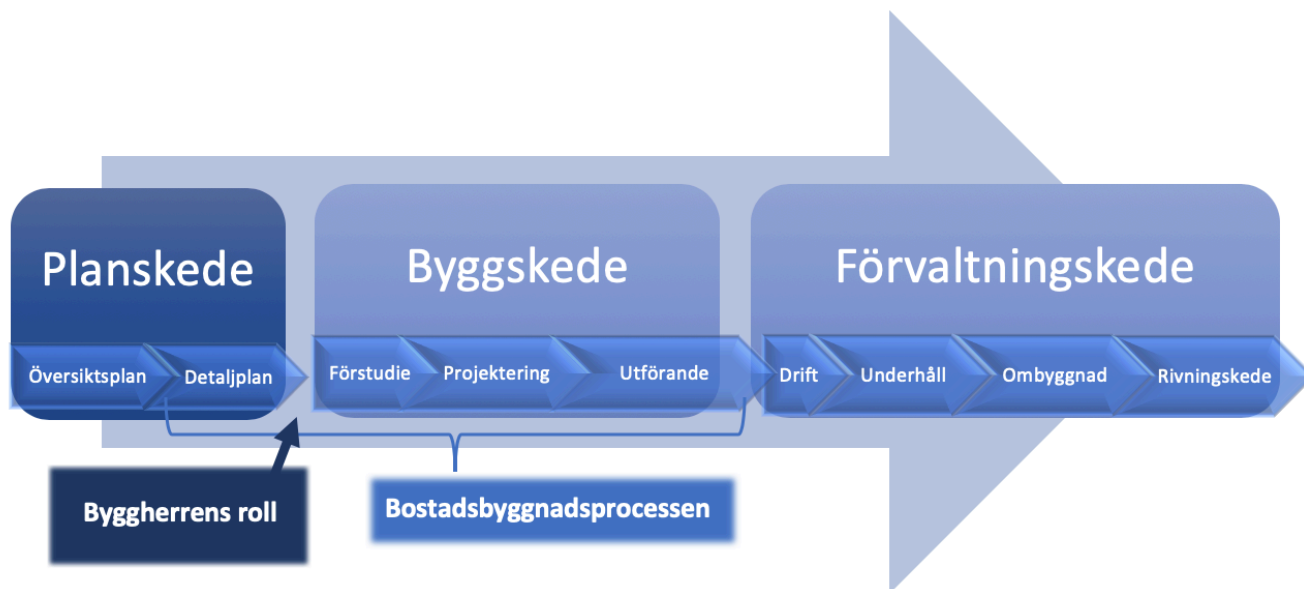 Planskede
Byggskede
Förvaltningskede
Översiktsplan
Detaljplan
Förstudie
Projektering
Utförande
Drift
Underhåll
Ombyggnad
Rivningskede
Byggherrens roll
Bostadsbyggnadsprocessen